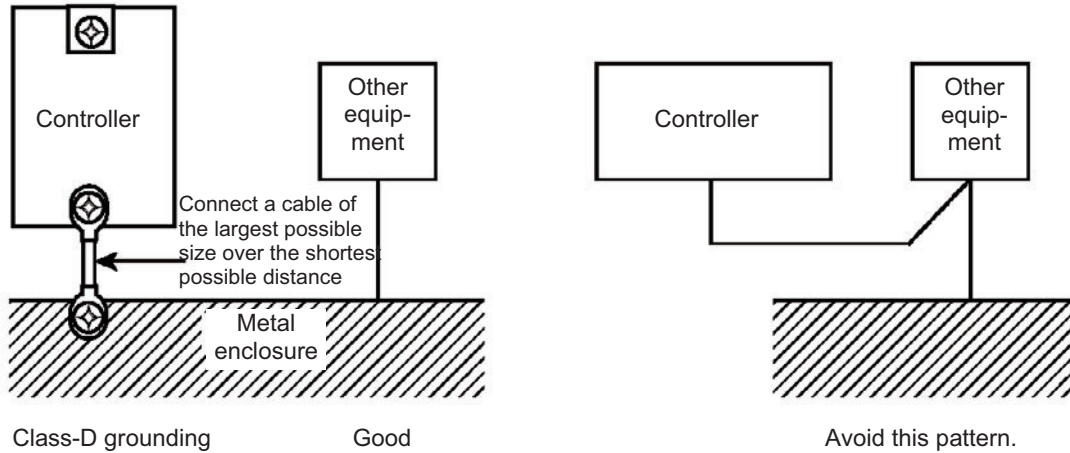 Controller
Other
equip-
ment
Connect a cable of
the largest possible
size over the shortest
possible distance
Metal
enclosure
Class-D grounding
Good
Controller
Other
equip-
ment
Avoid this pattern.